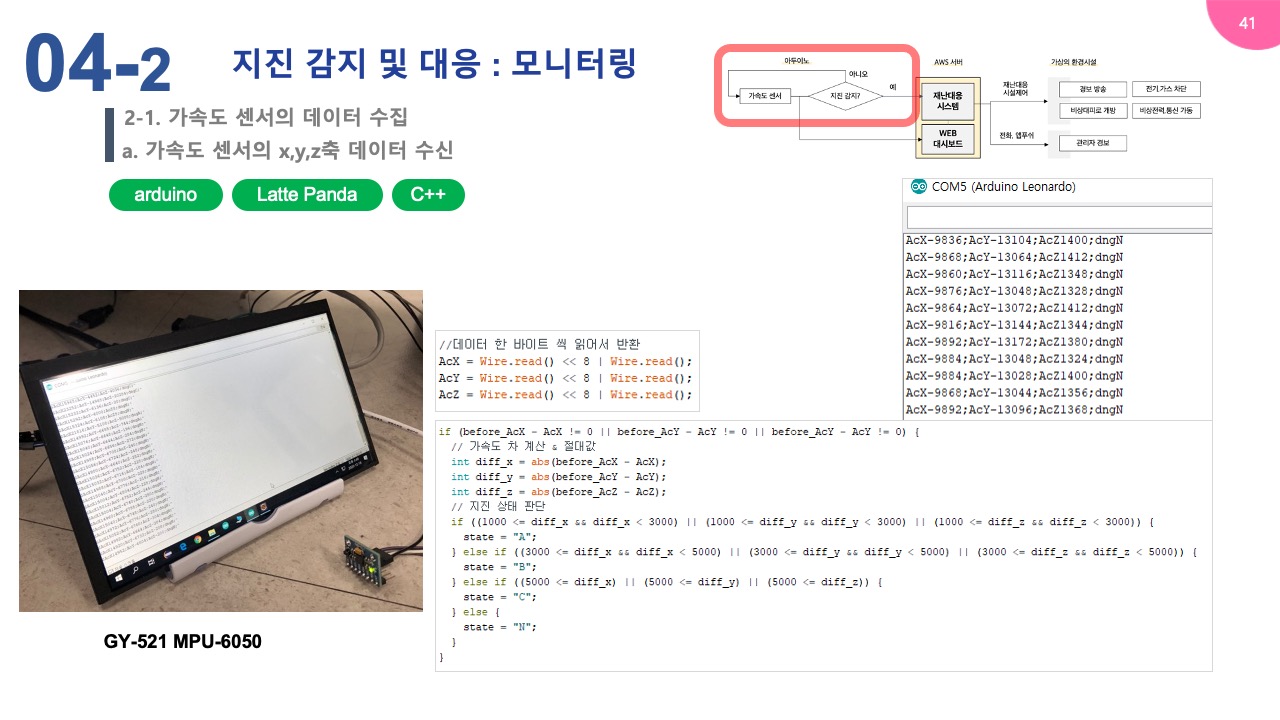 41
04-2
지진 감지 및 대응 : 모니터링
2-1. 가속도 센서의 데이터 수집
a. 가속도 센서의 x,y,z축 데이터 수신
arduino
Latte Panda
C++
아두이노
아니오
가속도 센서
지진 감지?
예
AWS 서버
재난대응
시스템
WEB
대시보드
재난대응
시설제어
전화, 앱푸쉬
가상의 환경시설
경보 방송
전기,가스 차단
비상대피로 개방
비상전력,통신 가동
관리자 경보
COM5 (Arduino Leonardo)
AcX-9836;AcY-13104;AcZ1400;dngN
AcX-9868;AcY-13064;AcZ1412;dngN
AcX-9860;AcY-13116;AcZ1348;dngN
AcX-9876;AcY-13048;AcZ1328;dngN
AcX-9864;AcY-13072;AcZ1412;dngN
AcX-9816;AcY-13144;AcZ1344;dngN
AcX-9892;AcY-13172;AcZ1380;dngN
AcX-9884;AcY-13048;AcZ1324;dngN
AcX-9884;AcY-13028;AcZ1400;dngN
AcX-9868;AcY-13044;AcZ1356;dngN
AcX-9892;AcY-13096;AcZ1368;dngN
//데이터 한 바이트 씩 읽어서 반환
AcX = Wire.read() << 8 | Wire.read();
AcY = Wire.read() << 8 | Wire.read();
AcZ = Wire.read() << 8 | Wire.read();
if (before_AcX - AcX != 0 || before_AcY - AcY != 0 || before_AcY - AcY != 0) {
// 가속도 차 계산 & 절대값
int diff_x = abs(before_AcX - AcX);
int diff_y = abs(before_AcY - AcY);
int diff_z = abs(before_AcZ - AcZ);
// 지진 상태 판단
if ((1000 <= diff_x && diff_x < 3000) || (1000 <= diff_y && diff_y < 3000) || (1000 <= diff_z && diff_z < 3000)) {
state = "A";
} else if ((3000 <= diff_x && diff_x < 5000) || (3000 <= diff_y && diff_y < 5000) || (3000 <= diff_z && diff_z < 5000)) {
state = "B";
} else if ((5000 <= diff_x) || (5000 <= diff_y) || (5000 <= diff_z)) {
state = "C";
} else {
state = "N";
}
}
GY-521 MPU-6050